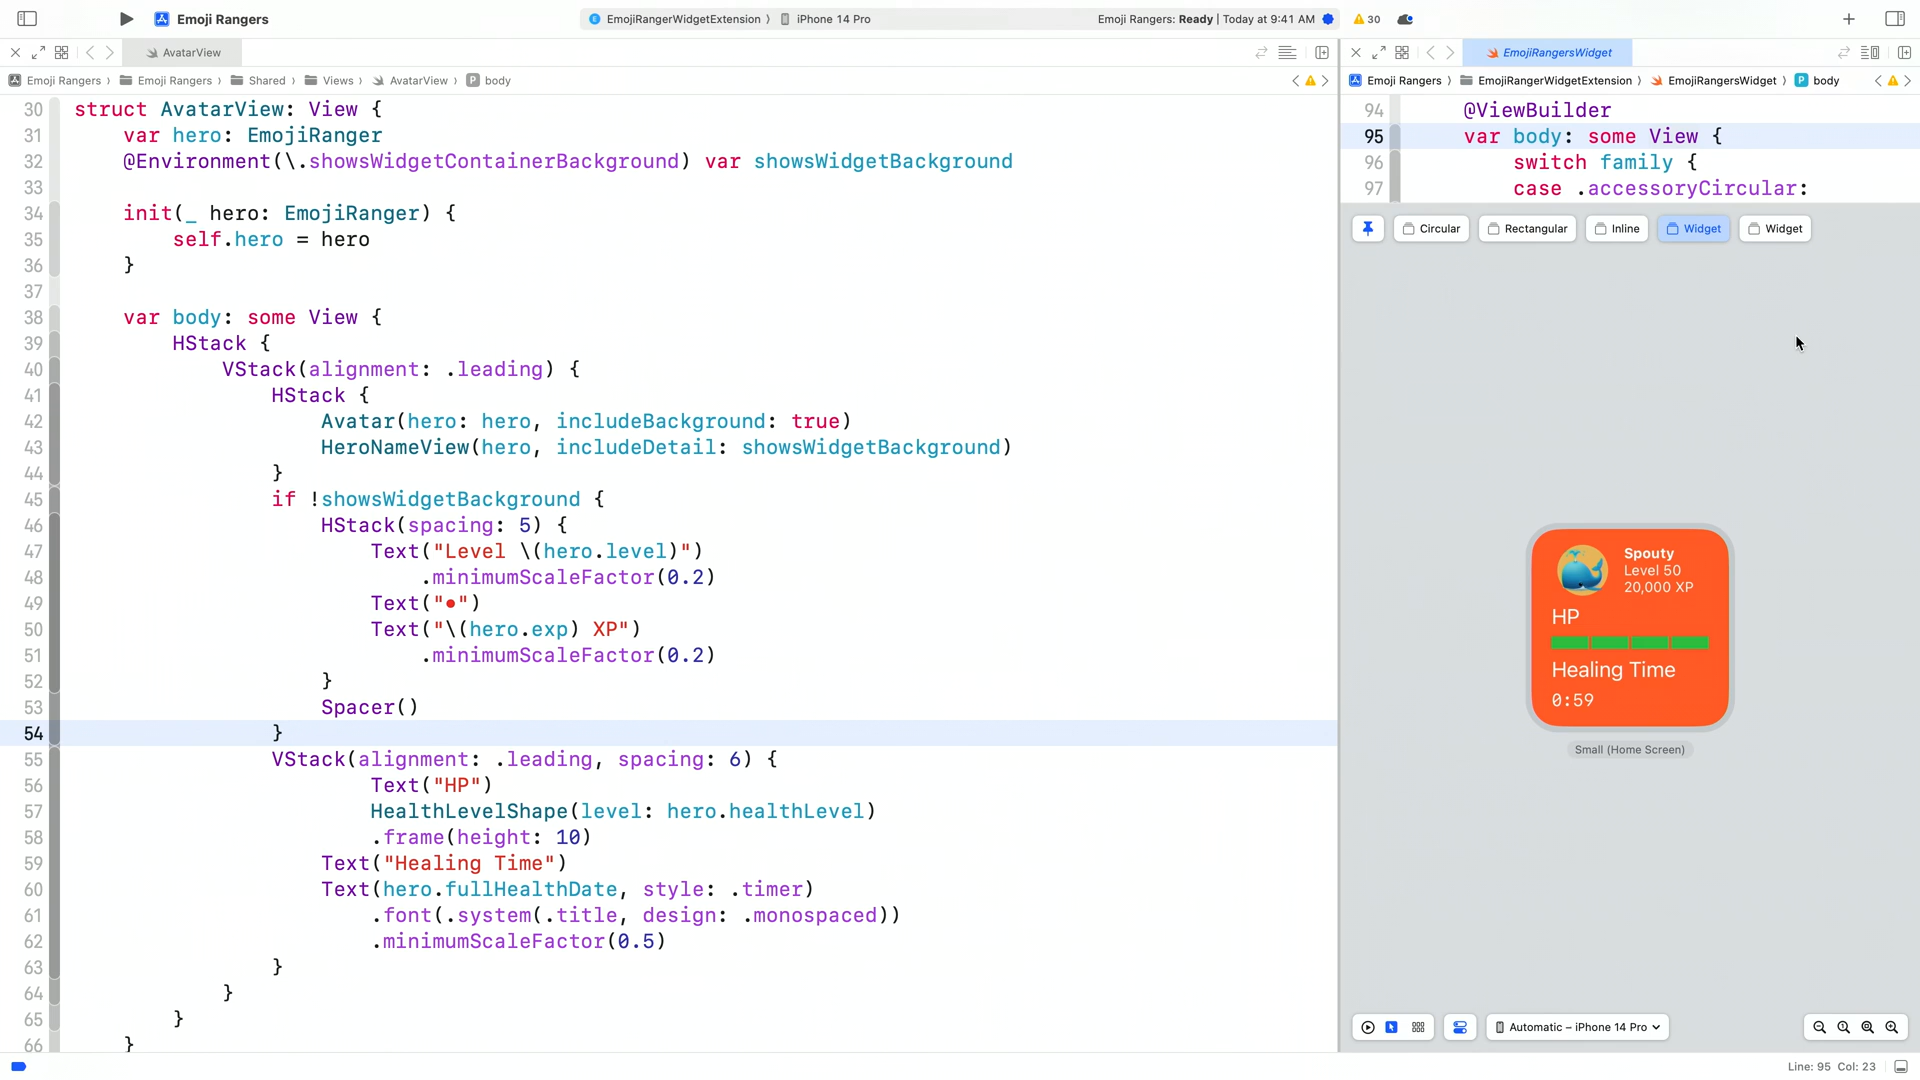 Emoji Rangers
EmojiRangerWidgetExtension ⟩ iPhone 14 Pro
Emoji Rangers: Ready | Today at 9:41 AM
30
AvatarView
EmojiRangersWidget
Emoji Rangers ⟩ Emoji Rangers ⟩ Shared ⟩ Views ⟩ AvatarView ⟩ P body
Emoji Rangers ⟩ EmojiRangerWidgetExtension ⟩ EmojiRangersWidget ⟩ P body
30 struct AvatarView: View {
31 var hero: EmojiRanger
32 @Environment(\.showsWidgetContainerBackground) var showsWidgetBackground
33
34 init(_ hero: EmojiRanger) {
35 self.hero = hero
36 }
37
38 var body: some View {
39 HStack {
40 VStack(alignment: .leading) {
41 HStack {
42 Avatar(hero: hero, includeBackground: true)
43 HeroNameView(hero, includeDetail: showsWidgetBackground)
44 }
45 if !showsWidgetBackground {
46 HStack(spacing: 5) {
47 Text("Level \(hero.level)")
48 .minimumScaleFactor(0.2)
49 Text("•")
50 Text("\(hero.exp) XP")
51 .minimumScaleFactor(0.2)
52 }
53 Spacer()
54 }
55 VStack(alignment: .leading, spacing: 6) {
56 Text("HP")
57 HealthLevelShape(level: hero.healthLevel)
58 .frame(height: 10)
59 Text("Healing Time")
60 Text(hero.fullHealthDate, style: .timer)
61 .font(.system(.title, design: .monospaced))
62 .minimumScaleFactor(0.5)
63 }
64 }
65 }
66 }
94 @ViewBuilder
95 var body: some View {
96 switch family {
97 case .accessoryCircular:
Circular
Rectangular
Inline
Widget
Widget
Spouty
Level 50
20,000 XP
HP
Healing Time
0:59
Small (Home Screen)
Automatic – iPhone 14 Pro
Line: 95 Col: 23